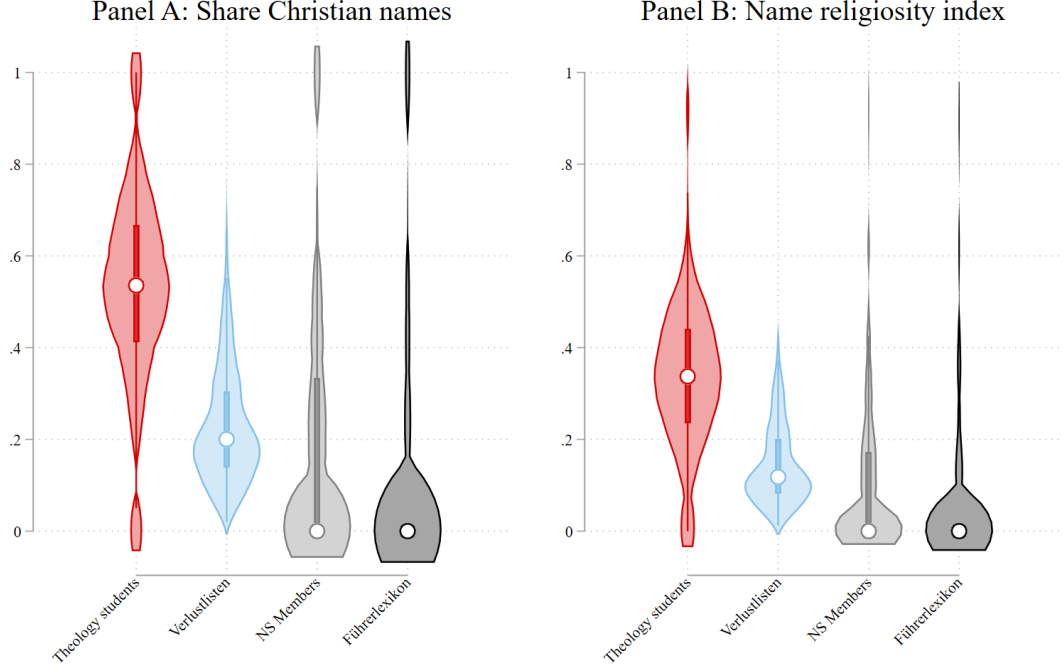 Panel A: Share Christian names
1
.8
.6
.4
.2
0
Theology students
Verlustlisten
NS Members
Führerlexikon
Panel B: Name religiosity index
1
.8
.6
.4
.2
0
Theology students
Verlustlisten
NS Members
Führerlexikon